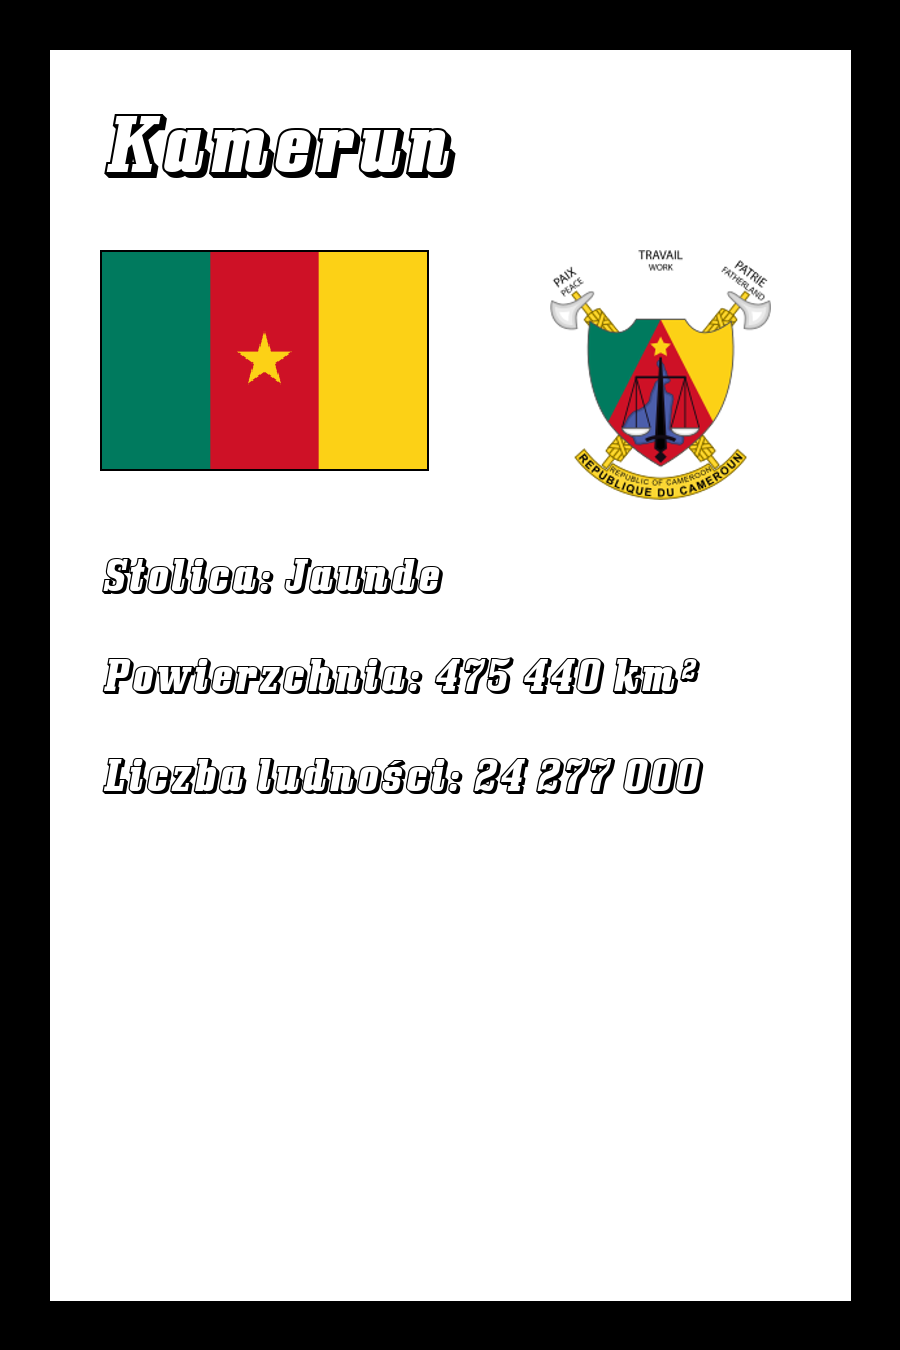 Kamerun
TRAVAIL
WORK
PAIX
PEACE
PATRIE
FATHERLAND
REPUBLIC OF CAMEROON
REPUBLIQUE DU CAMEROUN
Stolica: Jaunde
Powierzchnia: 475 440 km²
Liczba ludności: 24 277 000